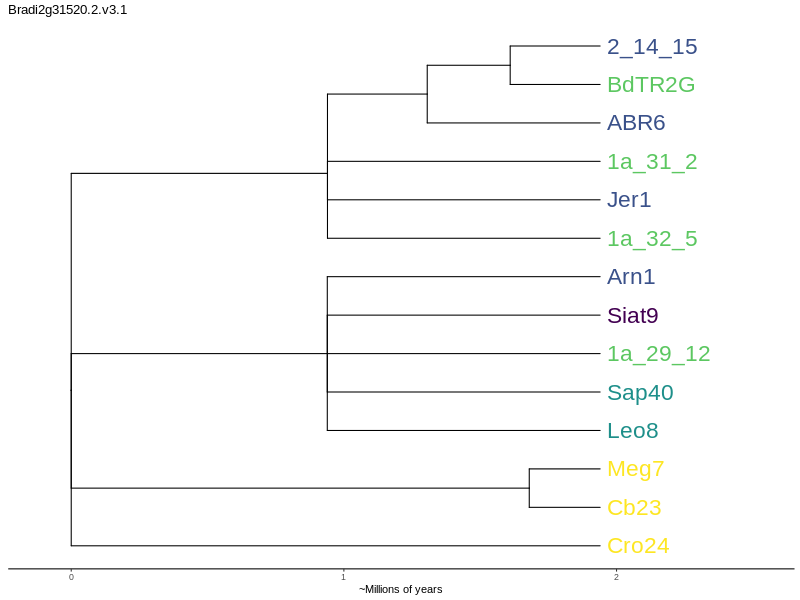 Bradi2g31520.2.v3.1
2_14_15
BdTR2G
ABR6
1a_31_2
Jer1
1a_32_5
Arn1
Siat9
1a_29_12
Sap40
Leo8
Meg7
Cb23
Cro24
0 1 2
~Millions of years